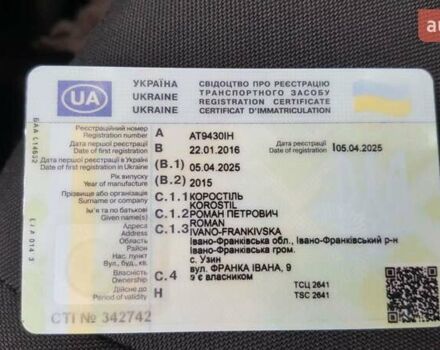 УКРАЇНА
UKRAINE
UKRAINE
СВІДОЦТВО ПРО РЕЄСТРАЦІЮ
ТРАНСПОРТНОГО ЗАСОБУ
REGISTRATION CERTIFICATE
CERTIFICAT D'IMMATRICULATION
UA
Реєстраційний номер
Registration number
A
AT9430IH
Дата першої реєстрації
Date of first registration
B
22.01.2016
I
05.04.2025
Дата першої реєстрації в Україні
Date of first registration in Ukraine
(B.1)
05.04.2025
Рік випуску
Year of manufacture
(B.2)
2015
Прізвище або організація
Surname or company
C.1.1
КОРОСТІЛЬ
KOROSTIL
Ім'я та по батькові
Given name(s)
C.1.2
РОМАН ПЕТРОВИЧ
ROMAN
Адреса
Address
C.1.3
IVANO-FRANKIVSKA
Область
Район
Нас. пункт
Вул., буд., кв.
Івано-Франківська обл., Івано-Франківський р-н
Івано-Франківська гром.
с. Узин
вул. ФРАНКА ІВАНА, 9
Власність
Ownership
C.4
є власником
Дійсне до
Period of validity
H
ТСЦ 2641
TSC 2641
СТІ № 342742